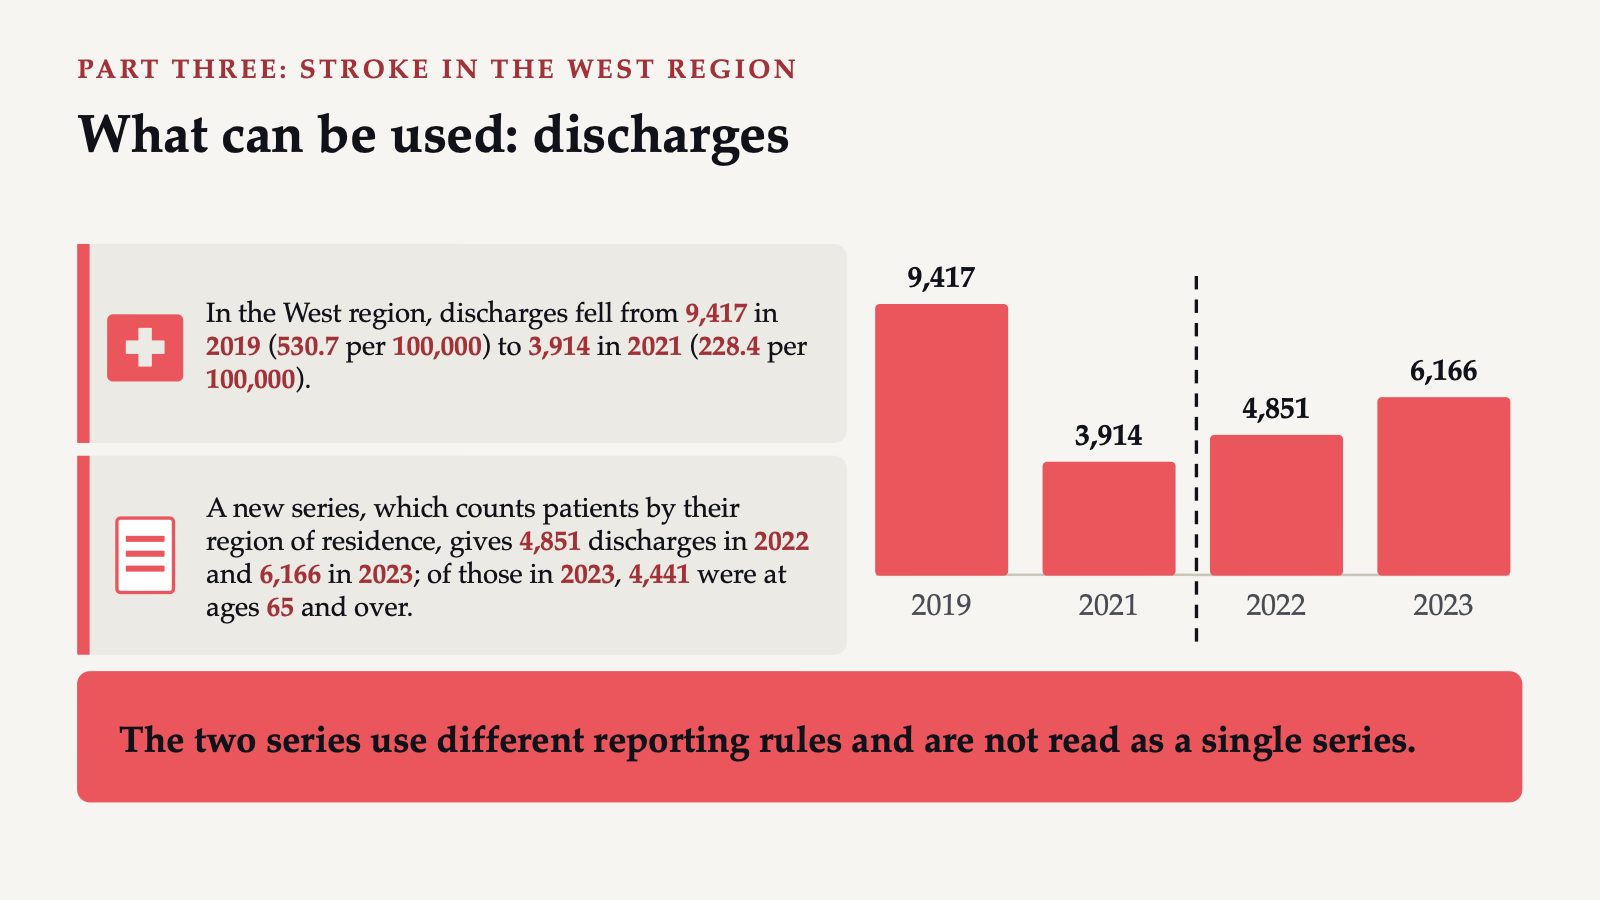 PART THREE: STROKE IN THE WEST REGION
What can be used: discharges
In the West region, discharges fell from 9,417 in
2019 (530.7 per 100,000) to 3,914 in 2021 (228.4 per
100,000).
A new series, which counts patients by their
region of residence, gives 4,851 discharges in 2022
and 6,166 in 2023; of those in 2023, 4,441 were at
ages 65 and over.
9,417
3,914
4,851
6,166
2019
2021
2022
2023
The two series use different reporting rules and are not read as a single series.